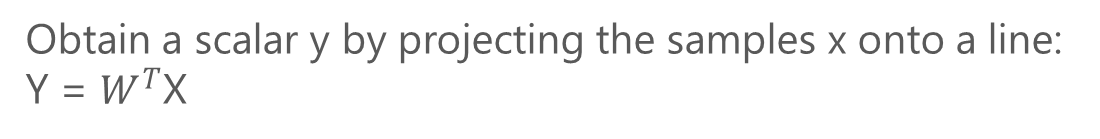 Obtain a scalar y by projecting the samples x onto a line:
Y = W^T X